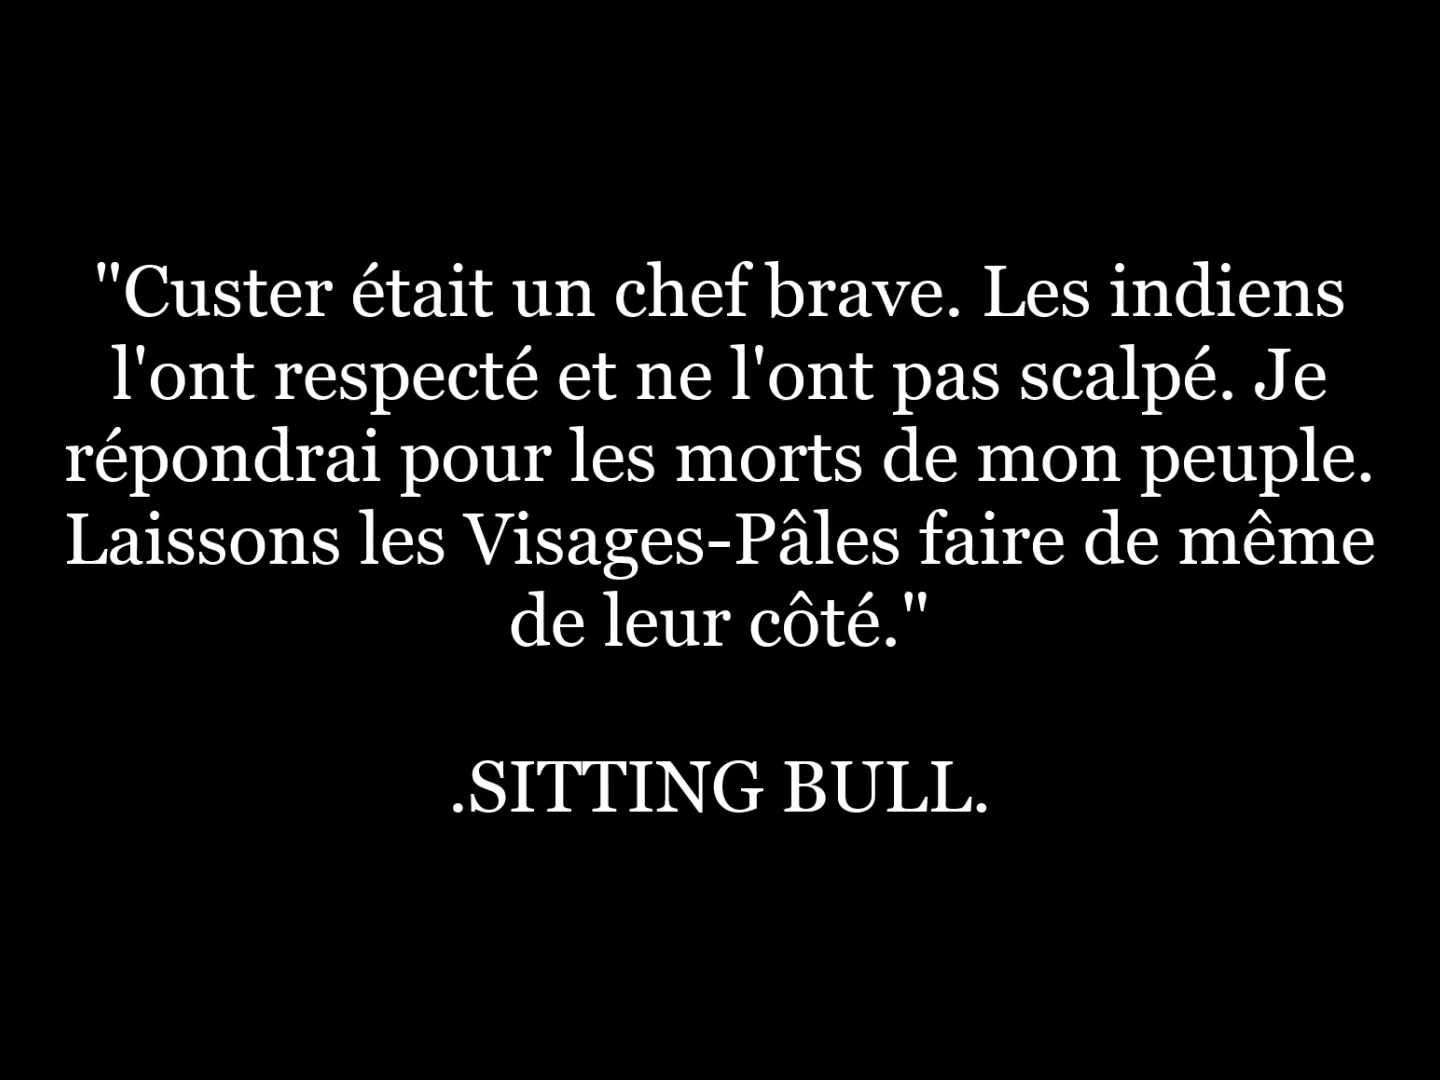 "Custer était un chef brave. Les indiens
l'ont respecté et ne l'ont pas scalpé. Je
répondrai pour les morts de mon peuple.
Laissons les Visages-Pâles faire de même
de leur côté."
.SITTING BULL.